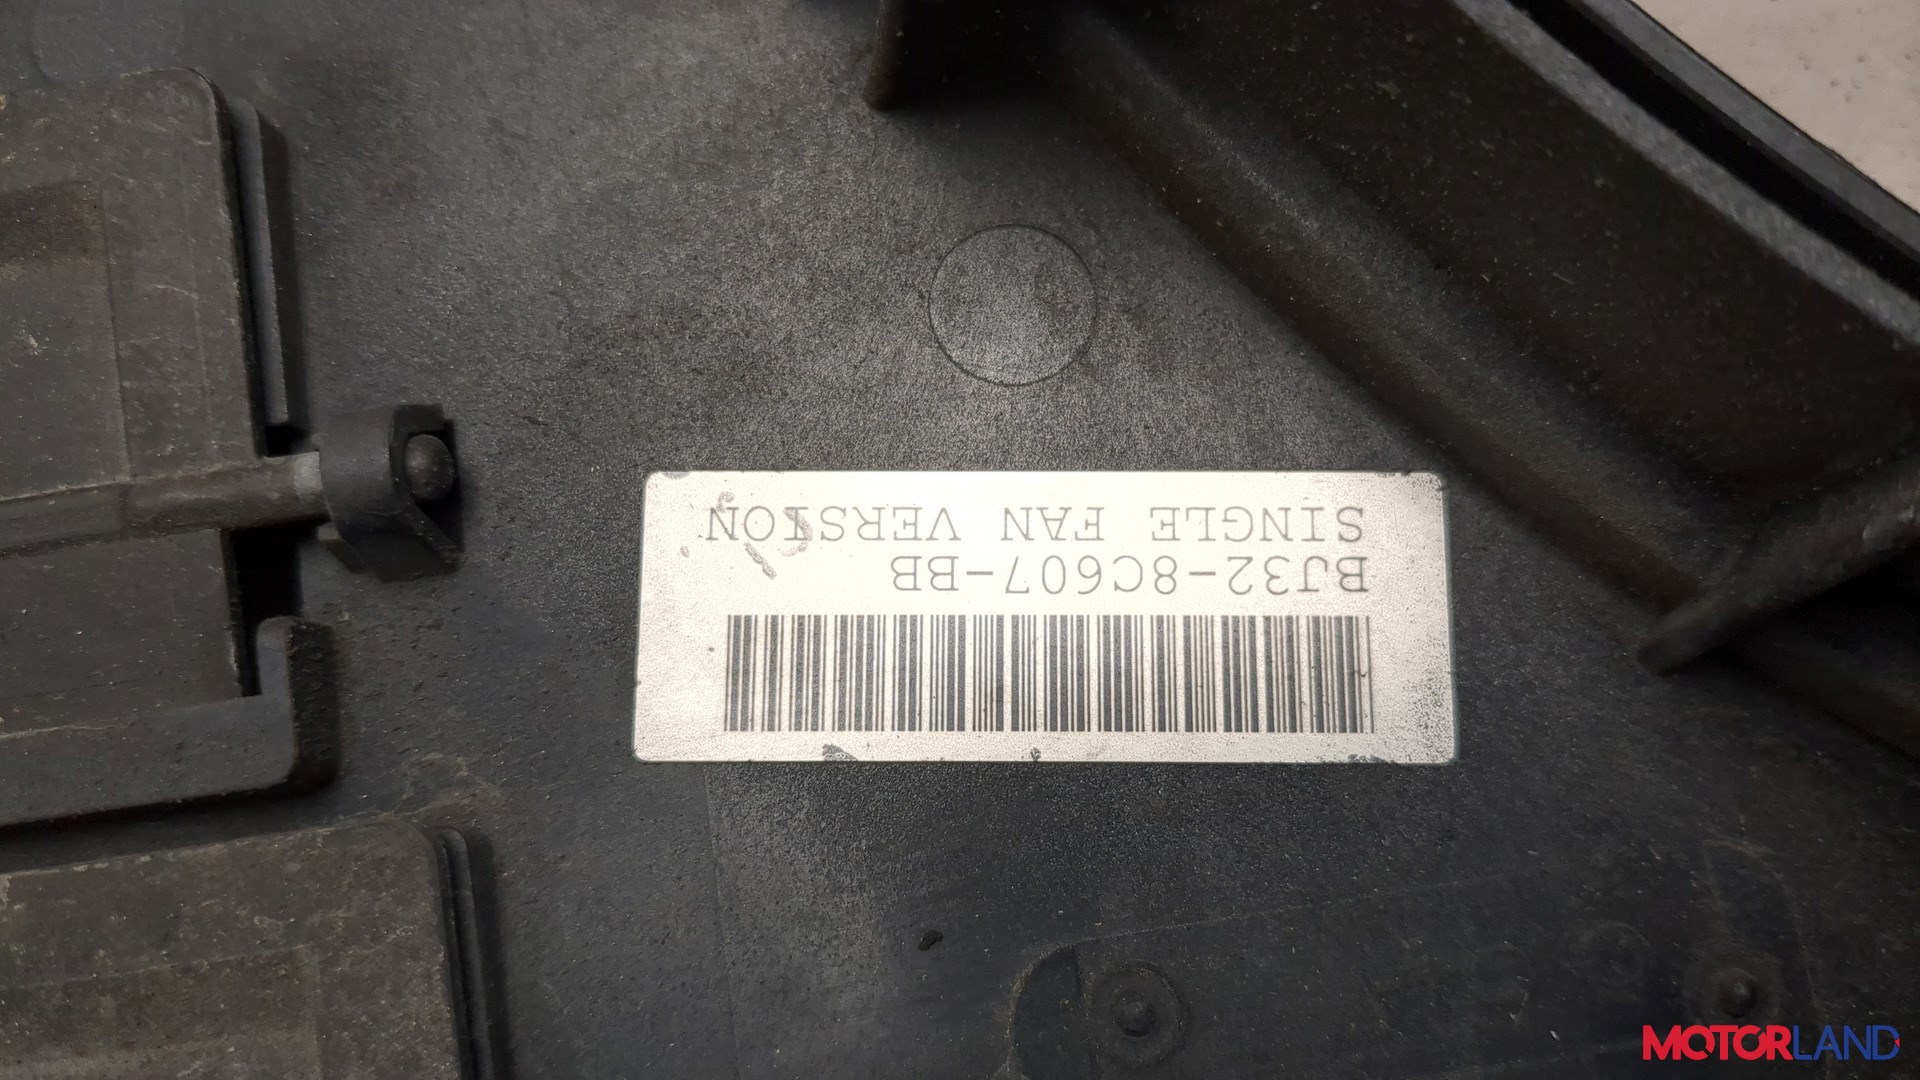 BJ32-8C607-BB
SINGLE FAN VERSION
MOTORLAND